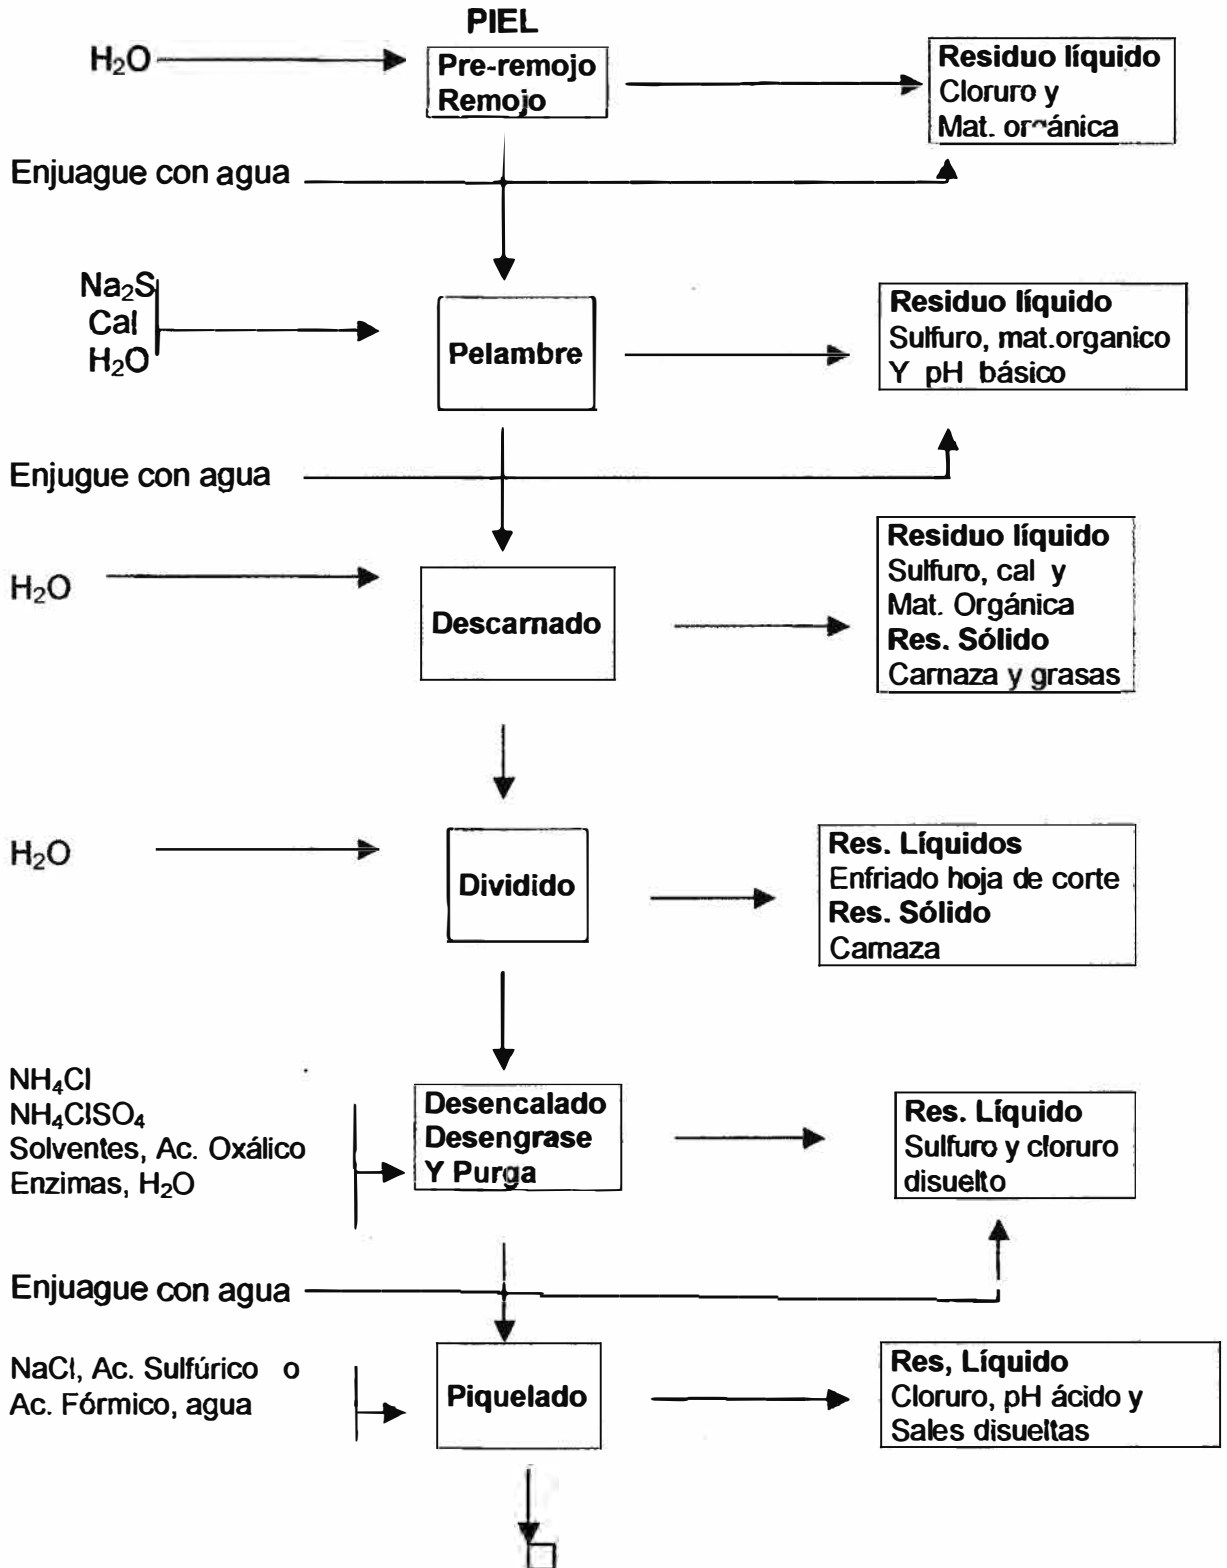 PIEL
H₂O
Pre-remojo
Remojo
Residuo líquido
Cloruro y
Mat. orgánica
Enjuague con agua
Na₂S
Cal
H₂O
Pelambre
Residuo líquido
Sulfuro, mat.organico
Y pH básico
Enjugue con agua
H₂O
Descarnado
Residuo líquido
Sulfuro, cal y
Mat. Orgánica
Res. Sólido
Carnaza y grasas
H₂O
Dividido
Res. Líquidos
Enfriado hoja de corte
Res. Sólido
Carnaza
NH₄Cl
NH₄ClSO₄
Solventes, Ac. Oxálico
Enzimas, H₂O
Desencalado
Desengrase
Y Purga
Res. Líquido
Sulfuro y cloruro
disuelto
Enjuague con agua
NaCl, Ac. Sulfúrico o
Ac. Fórmico, agua
Piquelado
Res, Líquido
Cloruro, pH ácido y
Sales disueltas